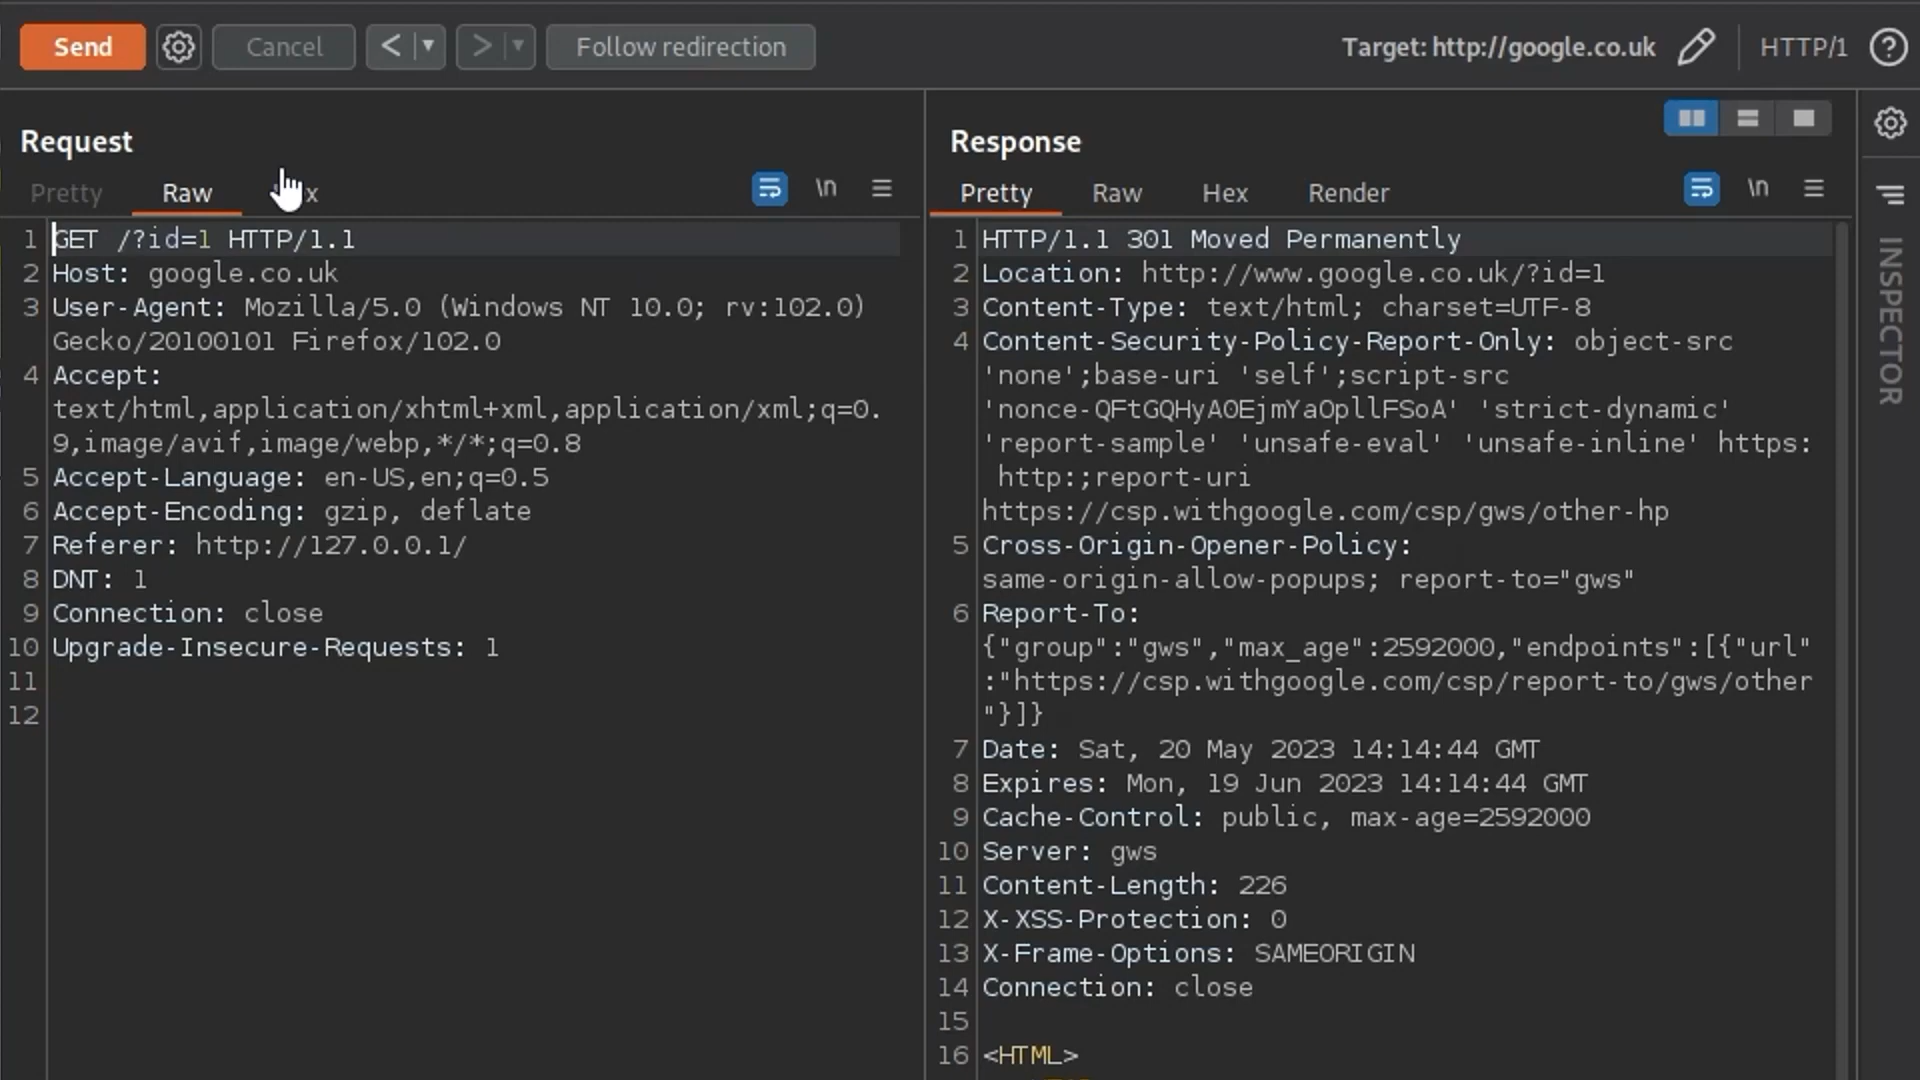 Send
Cancel
<
>
Follow redirection
Target: http://google.co.uk
HTTP/1
?
Request
Pretty
Raw
x
\n
1 GET /?id=1 HTTP/1.1
2 Host: google.co.uk
3 User-Agent: Mozilla/5.0 (Windows NT 10.0; rv:102.0)
Gecko/20100101 Firefox/102.0
4 Accept:
text/html,application/xhtml+xml,application/xml;q=0.
9,image/avif,image/webp,*/*;q=0.8
5 Accept-Language: en-US,en;q=0.5
6 Accept-Encoding: gzip, deflate
7 Referer: http://127.0.0.1/
8 DNT: 1
9 Connection: close
10 Upgrade-Insecure-Requests: 1
11
12
Response
Pretty
Raw
Hex
Render
\n
1 HTTP/1.1 301 Moved Permanently
2 Location: http://www.google.co.uk/?id=1
3 Content-Type: text/html; charset=UTF-8
4 Content-Security-Policy-Report-Only: object-src
'none';base-uri 'self';script-src
'nonce-QFtGQHyA0EjmYaOpllFSoA' 'strict-dynamic'
'report-sample' 'unsafe-eval' 'unsafe-inline' https:
http:;report-uri
https://csp.withgoogle.com/csp/gws/other-hp
5 Cross-Origin-Opener-Policy:
same-origin-allow-popups; report-to="gws"
6 Report-To:
{"group":"gws","max_age":2592000,"endpoints":[{"url"
:"https://csp.withgoogle.com/csp/report-to/gws/other
"}]}
7 Date: Sat, 20 May 2023 14:14:44 GMT
8 Expires: Mon, 19 Jun 2023 14:14:44 GMT
9 Cache-Control: public, max-age=2592000
10 Server: gws
11 Content-Length: 226
12 X-XSS-Protection: 0
13 X-Frame-Options: SAMEORIGIN
14 Connection: close
15
16 <HTML>
INSPECTOR